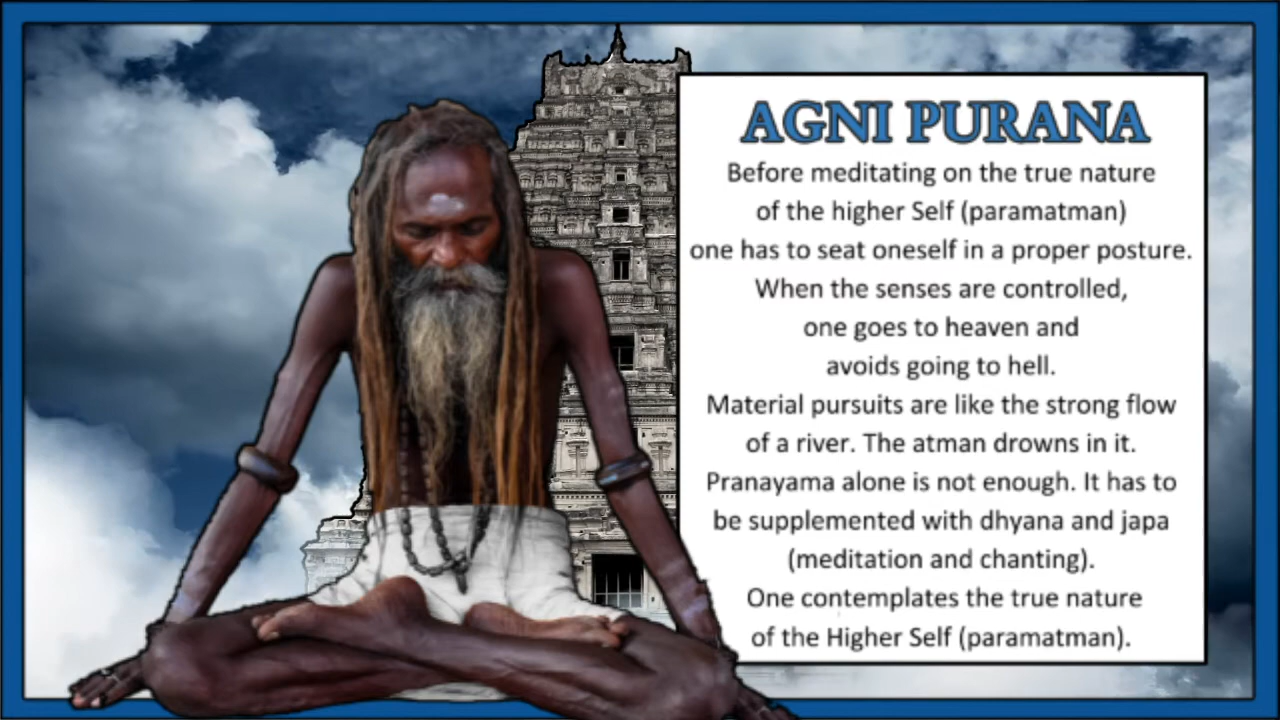 AGNI PURANA
Before meditating on the true nature
of the higher Self (paramatman)
one has to seat oneself in a proper posture.
When the senses are controlled,
one goes to heaven and
avoids going to hell.
Material pursuits are like the strong flow
of a river. The atman drowns in it.
Pranayama alone is not enough. It has to
be supplemented with dhyana and japa
(meditation and chanting).
One contemplates the true nature
of the Higher Self (paramatman).